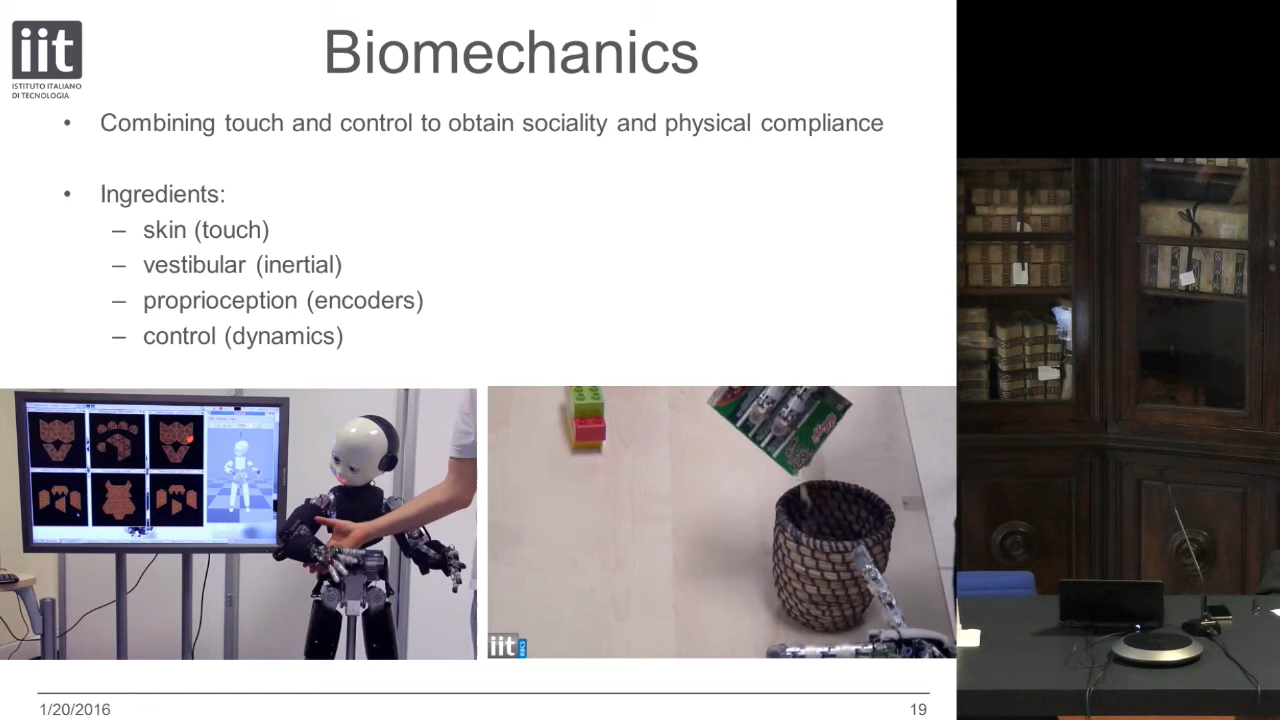 iit
ISTITUTO ITALIANO
DI TECNOLOGIA
Biomechanics
• Combining touch and control to obtain sociality and physical compliance
• Ingredients:
– skin (touch)
– vestibular (inertial)
– proprioception (encoders)
– control (dynamics)
iit
1/20/2016
19